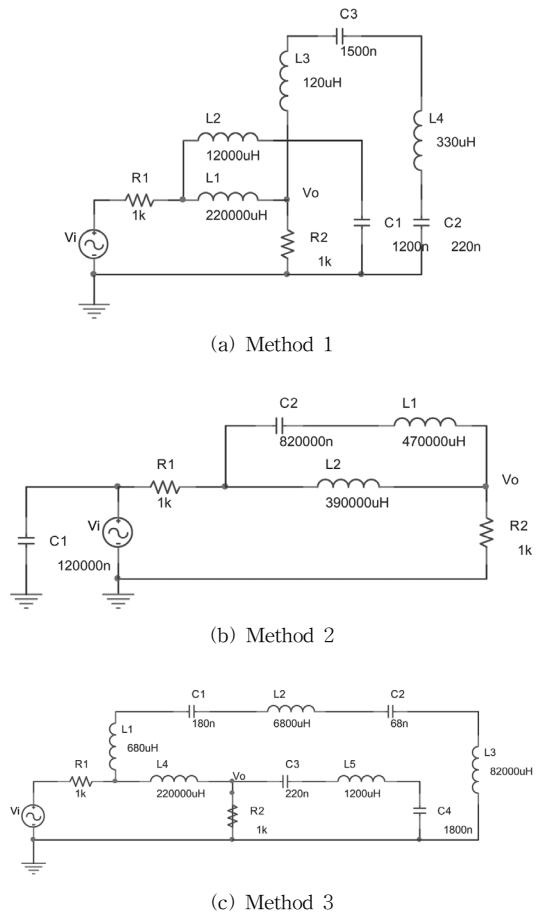 C3
1500n
L3
120uH
L4
330uH
L2
12000uH
L1
220000uH
R1
1k
Vo
Vi
R2
1k
C1
1200n
C2
220n
(a) Method 1
C2
820000n
L1
470000uH
R1
1k
L2
390000uH
Vo
C1
120000n
Vi
R2
1k
(b) Method 2
C1
180n
L2
6800uH
C2
68n
L1
680uH
L3
82000uH
R1
1k
L4
220000uH
Vo
C3
220n
L5
1200uH
Vi
R2
1k
C4
1800n
(c) Method 3